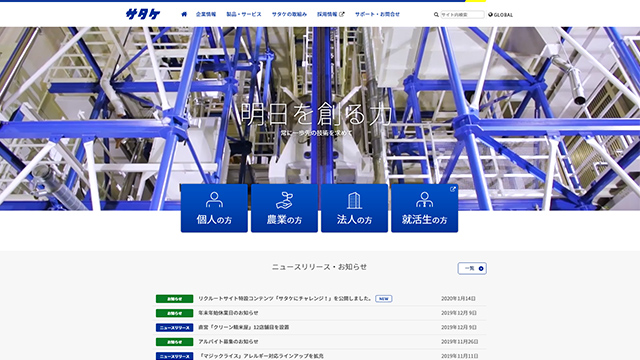 サタケ
企業情報 製品・サービス サタケの取組み 採用情報 サポート・お問合せ サイト内検索 GLOBAL
明日を創る力
常に一歩先の技術を求めて
個人の方 農業の方 法人の方 就活生の方
ニュースリリース・お知らせ 一覧
お知らせ リクルートサイト特設コンテンツ「サタケにチャレンジ！」を公開しました。 NEW 2020年1月14日
お知らせ 年末年始休業日のお知らせ 2019年12月 9日
ニュースリリース 直営「クリーン精米屋」12店舗目を設置 2019年12月 9日
お知らせ アルバイト募集のお知らせ 2019年11月26日
ニュースリリース 「マジックライス」アレルギー対応ラインアップを拡充 2019年11月11日